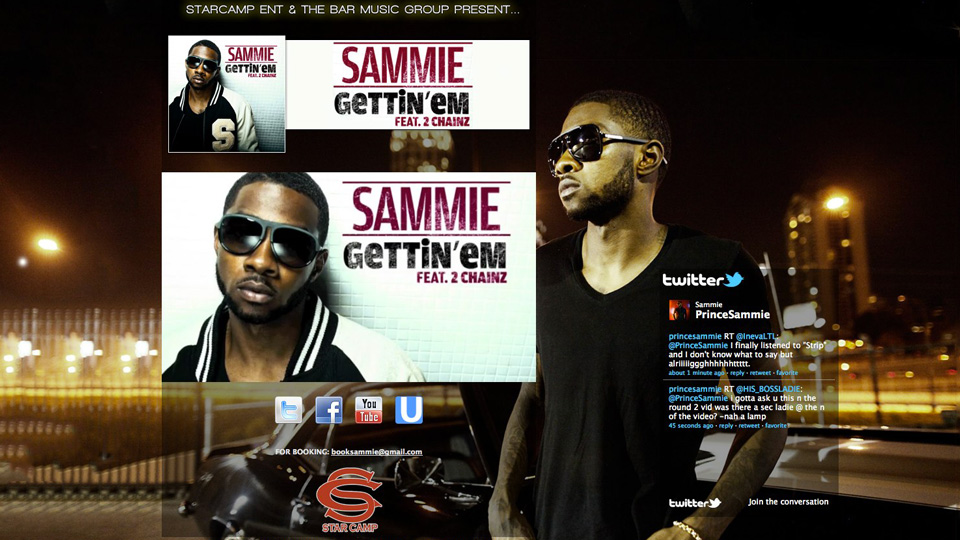 STARCAMP ENT & THE BAR MUSIC GROUP PRESENT...
SAMMIE
GETTIN'EM
FEAT. 2 CHAINZ
S
SAMMIE
GETTIN'EM
FEAT. 2 CHAINZ
SAMMIE
GETTIN'EM
FEAT. 2 CHAINZ
twitter
Sammie
PrinceSammie
princesammie RT @InevaLTL:
@PrinceSammie I finally listened to "Strip"
and I don't know what to say but
alriiiiiggghhhhhhttttt.
about 1 minute ago · reply · retweet · favorite
princesammie RT @HIS_BOSSLADIE:
@PrinceSammie i gotta ask u this n the
round 2 vid was there a sec ladie @ the n
of the video? ~nah a lamp
45 seconds ago · reply · retweet · favorite
t
f
You
Tube
U
FOR BOOKING: booksammie@gmail.com
SC
STAR CAMP
twitter
Join the conversation